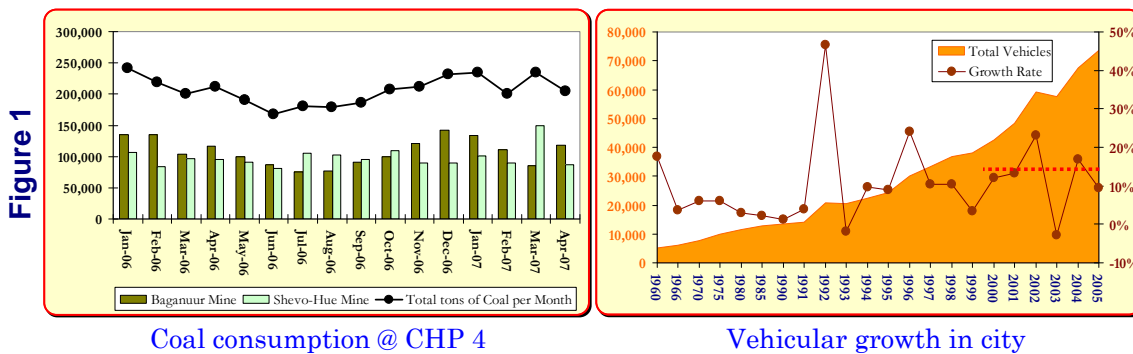 Figure 1
300,000
250,000
200,000
150,000
100,000
50,000
0
Jan-06
Feb-06
Mar-06
Apr-06
May-06
Jun-06
Jul-06
Aug-06
Sep-06
Oct-06
Nov-06
Dec-06
Jan-07
Feb-07
Mar-07
Apr-07
Baganuur Mine
Shevo-Hue Mine
Total tons of Coal per Month
Coal consumption @ CHP 4
80,000
70,000
60,000
50,000
40,000
30,000
20,000
10,000
0
Total Vehicles
Growth Rate
50%
40%
30%
20%
10%
0%
-10%
1960
1966
1970
1975
1980
1985
1990
1991
1992
1993
1994
1995
1996
1997
1998
1999
2000
2001
2002
2003
2004
2005
Vehicular growth in city